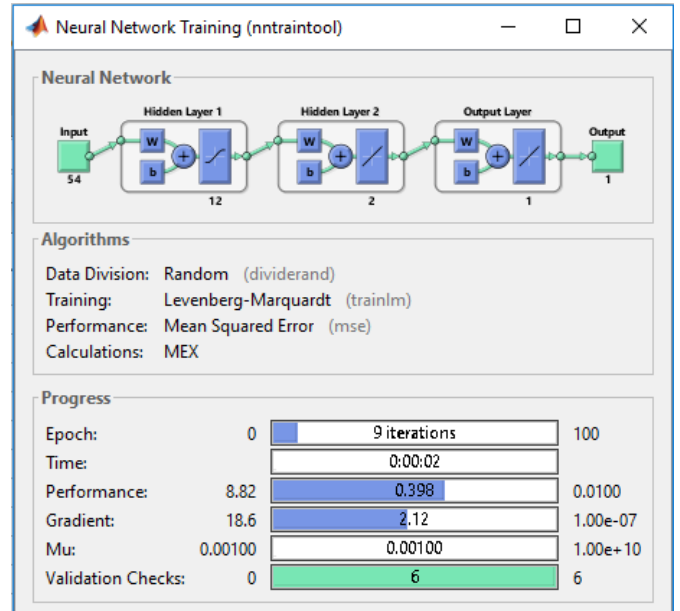 Neural Network Training (nntraintool)
Neural Network
Hidden Layer 1 Hidden Layer 2 Output Layer
Input Output
W W W
b b b
54 1
12 2 1
Algorithms
Data Division: Random (dividerand)
Training: Levenberg-Marquardt (trainlm)
Performance: Mean Squared Error (mse)
Calculations: MEX
Progress
Epoch: 0 9 iterations 100
Time: 0:00:02
Performance: 8.82 0.398 0.0100
Gradient: 18.6 2.12 1.00e-07
Mu: 0.00100 0.00100 1.00e+10
Validation Checks: 0 6 6